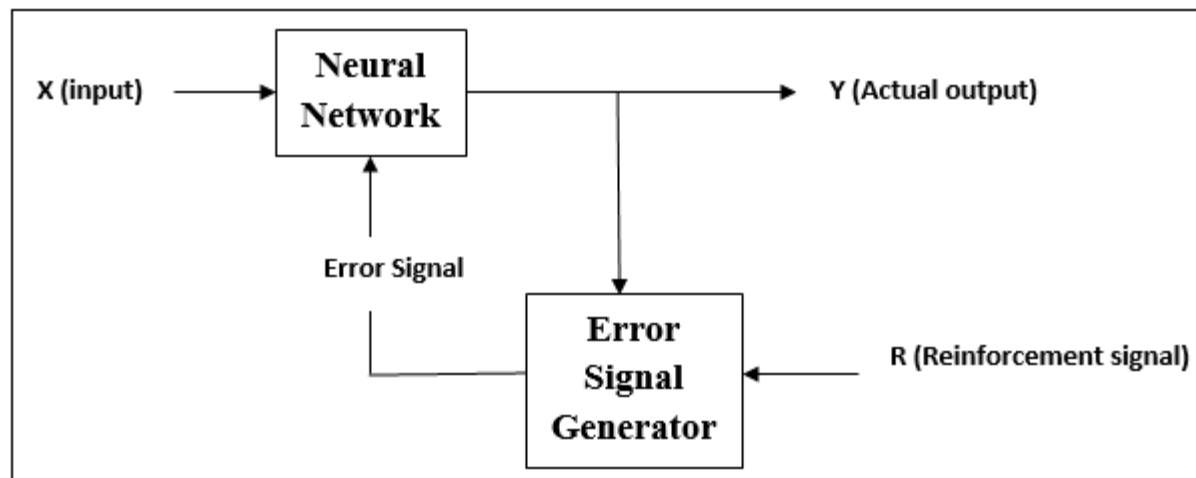 Neural
Network
X (input)
Y (Actual output)
Error Signal
Error
Signal
Generator
R (Reinforcement signal)